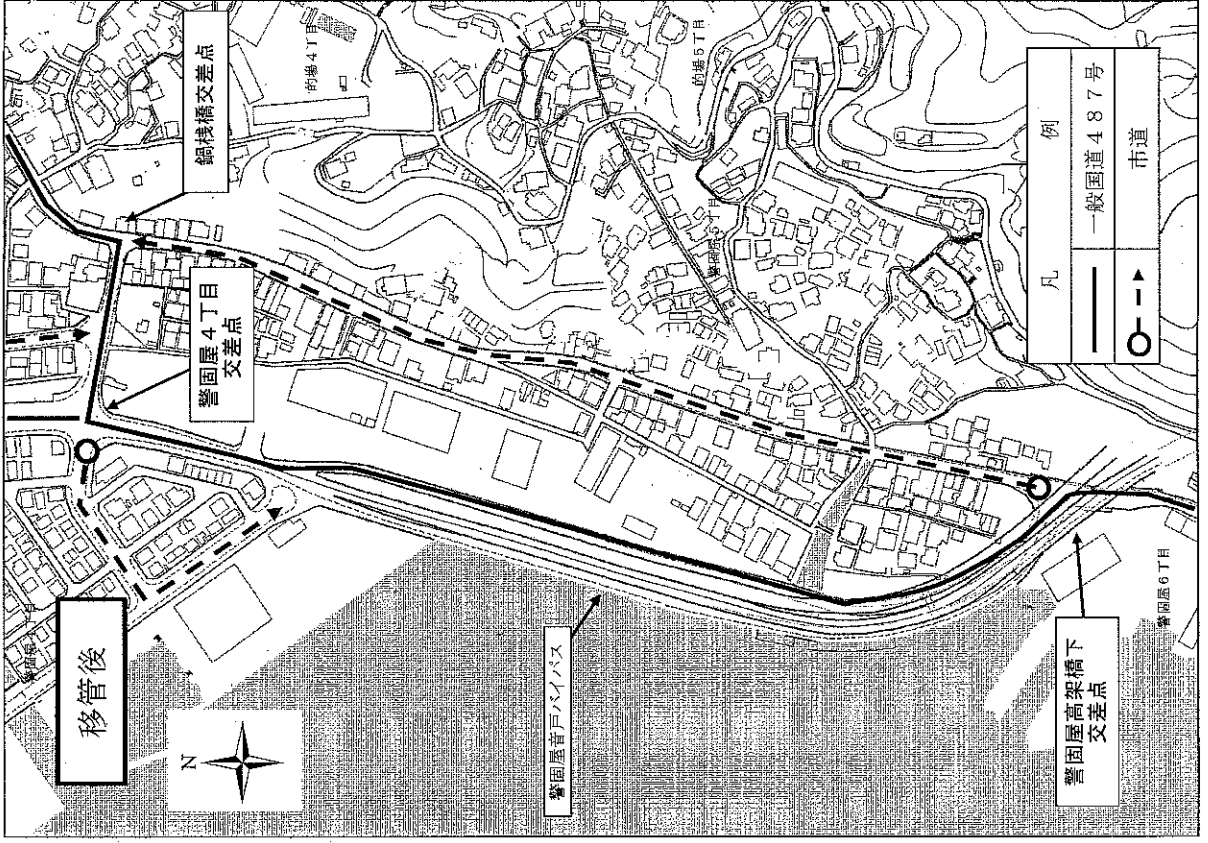 移管後
N
鍋桟橋交差点
的場4丁目
警固屋4丁目
交差点
的場5丁目
警固屋5丁目
警固屋音戸バイパス
警固屋高架橋下
交差点
警固屋6丁目
凡 例
一般国道487号
市道